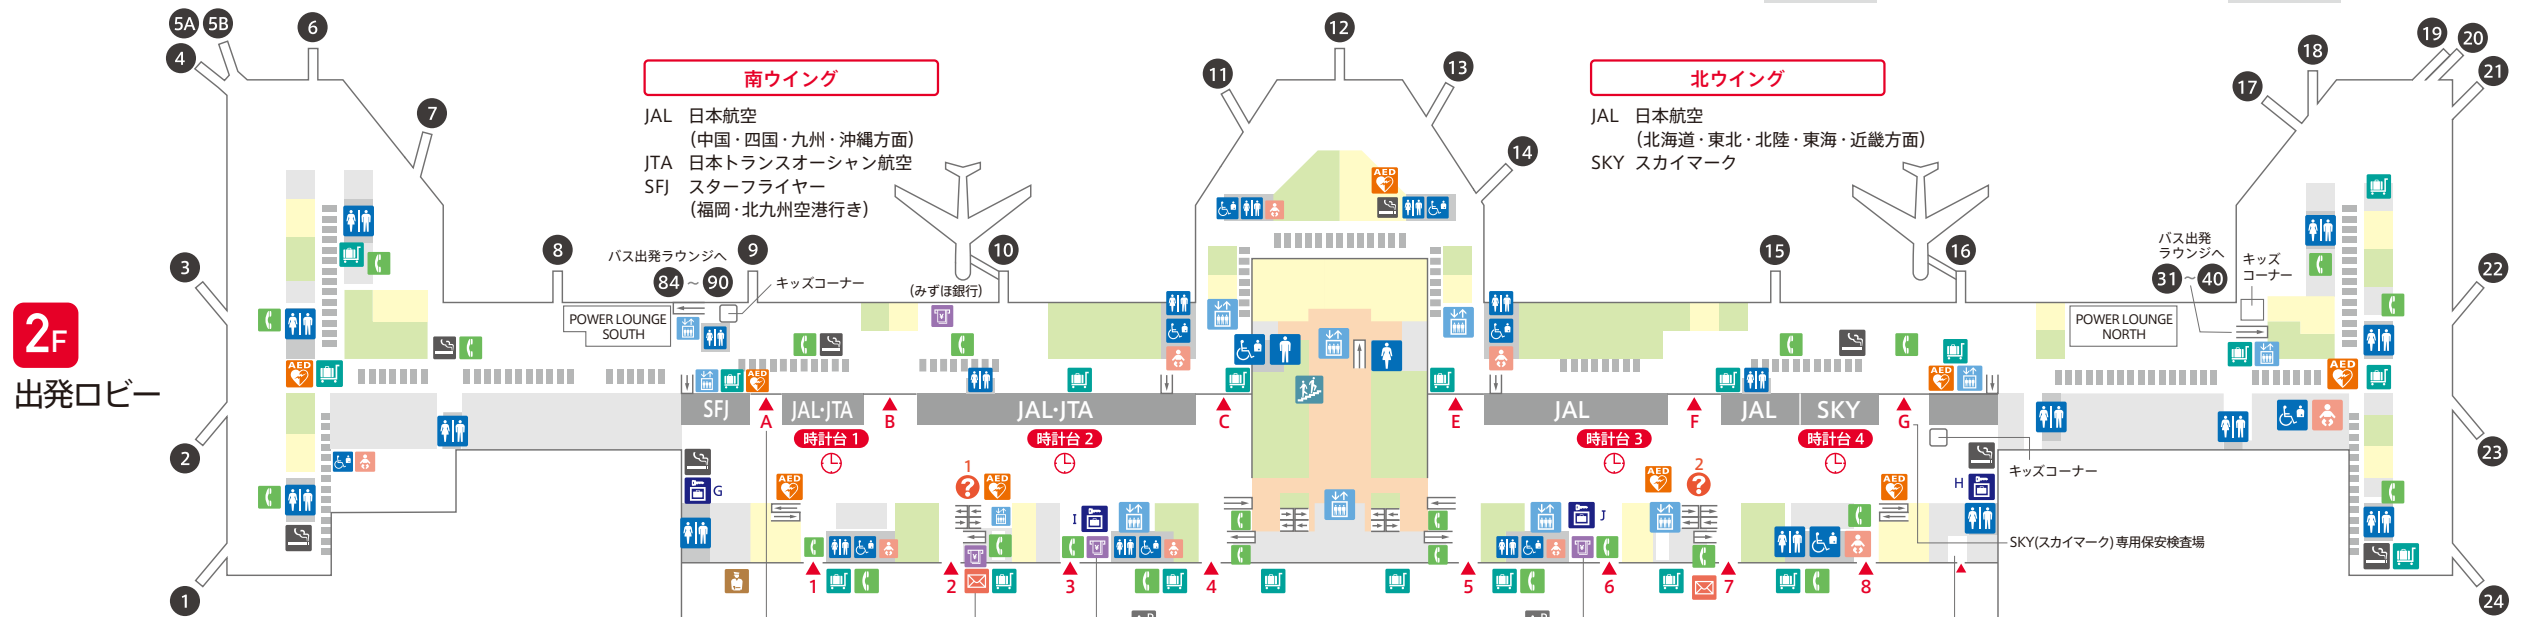 5A
5B
6
4
7
3
2
1
2F
出発ロビー
南ウイング
JAL 日本航空
(中国・四国・九州・沖縄方面)
JTA 日本トランスオーシャン航空
SFJ スターフライヤー
(福岡・北九州空港行き)
8
バス出発ラウンジへ
84～90
9
キッズコーナー
(みずほ銀行)
10
POWER LOUNGE
SOUTH
11
12
13
14
北ウイング
JAL 日本航空
(北海道・東北・北陸・東海・近畿方面)
SKY スカイマーク
15
16
17
18
19
20
21
バス出発
ラウンジへ
31～40
キッズ
コーナー
POWER LOUNGE
NORTH
22
23
24
AED
AED
AED
AED
AED
SFJ
A
JAL・JTA
B
JAL・JTA
C
E
JAL
F
JAL
SKY
G
時計台 1
時計台 2
時計台 3
時計台 4
キッズコーナー
G
AED
1
?
AED
I
J
AED
2
?
AED
H
SKY(スカイマーク)専用保安検査場
1
2
3
4
5
6
7
8